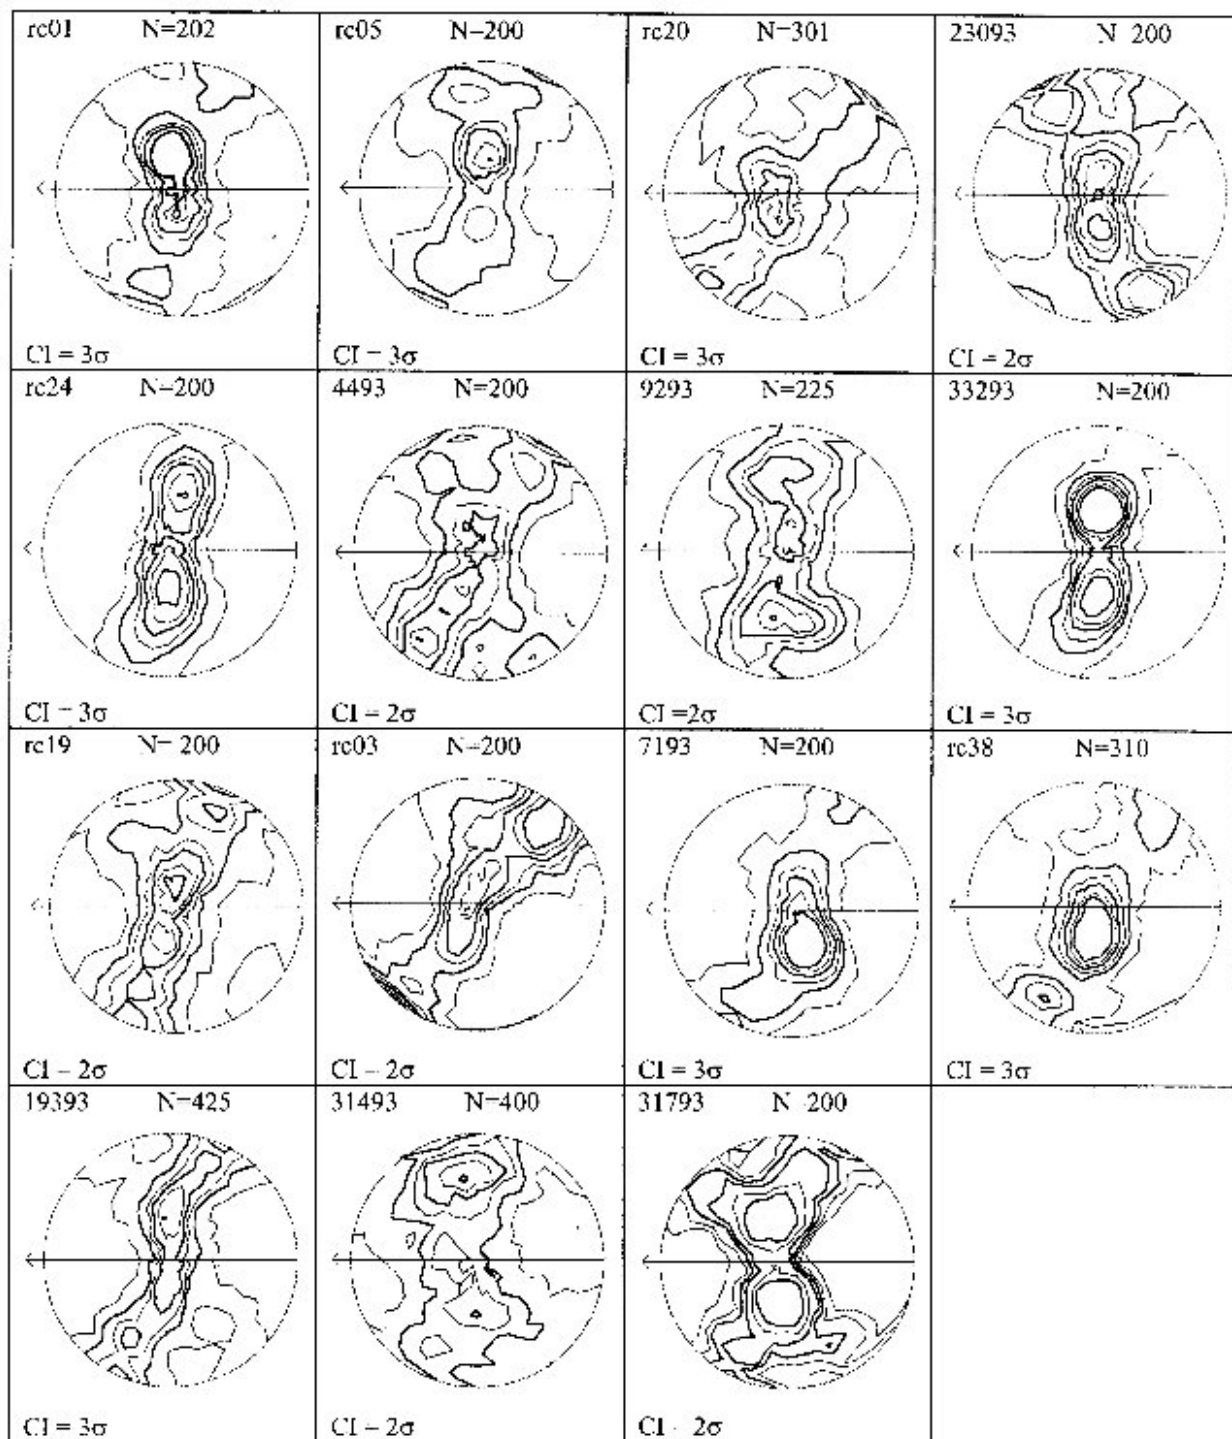 rc01 N=202
CI = 3σ
rc05 N=200
CI = 3σ
rc20 N=301
CI = 3σ
23093 N 200
CI = 2σ
rc24 N=200
CI = 3σ
4493 N=200
CI = 2σ
9293 N=225
CI =2σ
33293 N=200
CI = 3σ
rc19 N= 200
CI = 2σ
rc03 N=200
CI = 2σ
7193 N=200
CI = 3σ
rc38 N=310
CI = 3σ
19393 N=425
CI = 3σ
31493 N=400
CI = 2σ
31793 N 200
CI = 2σ